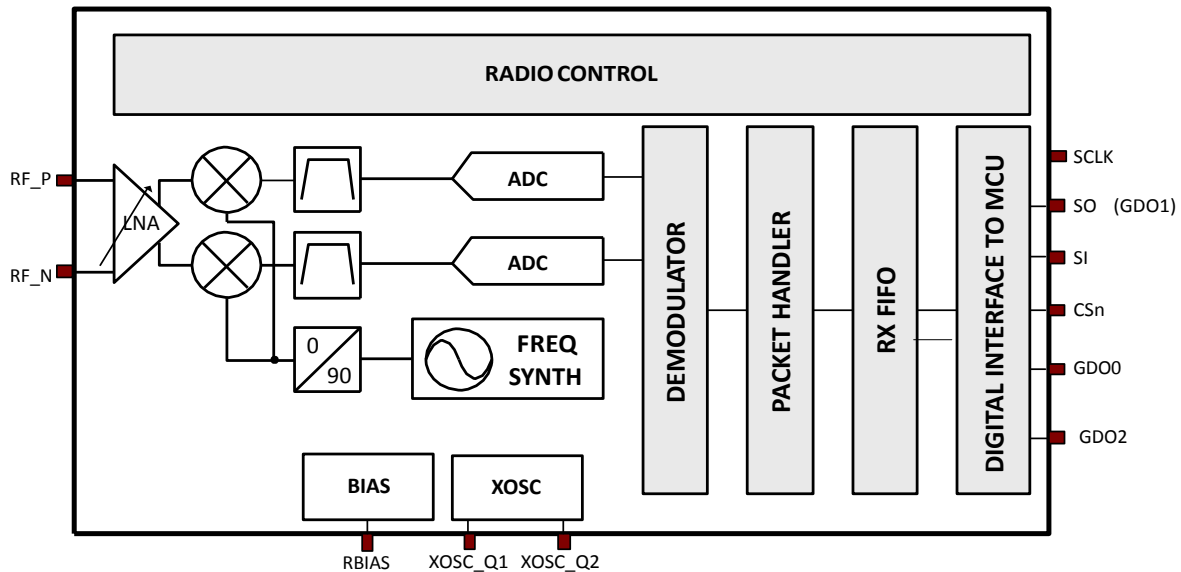 RADIO CONTROL
RF_P
LNA
RF_N
ADC
ADC
0
90
FREQ
SYNTH
DEMODULATOR
PACKET HANDLER
RX FIFO
DIGITAL INTERFACE TO MCU
SCLK
SO (GDO1)
SI
CSn
GDO0
GDO2
BIAS
XOSC
RBIAS
XOSC_Q1
XOSC_Q2